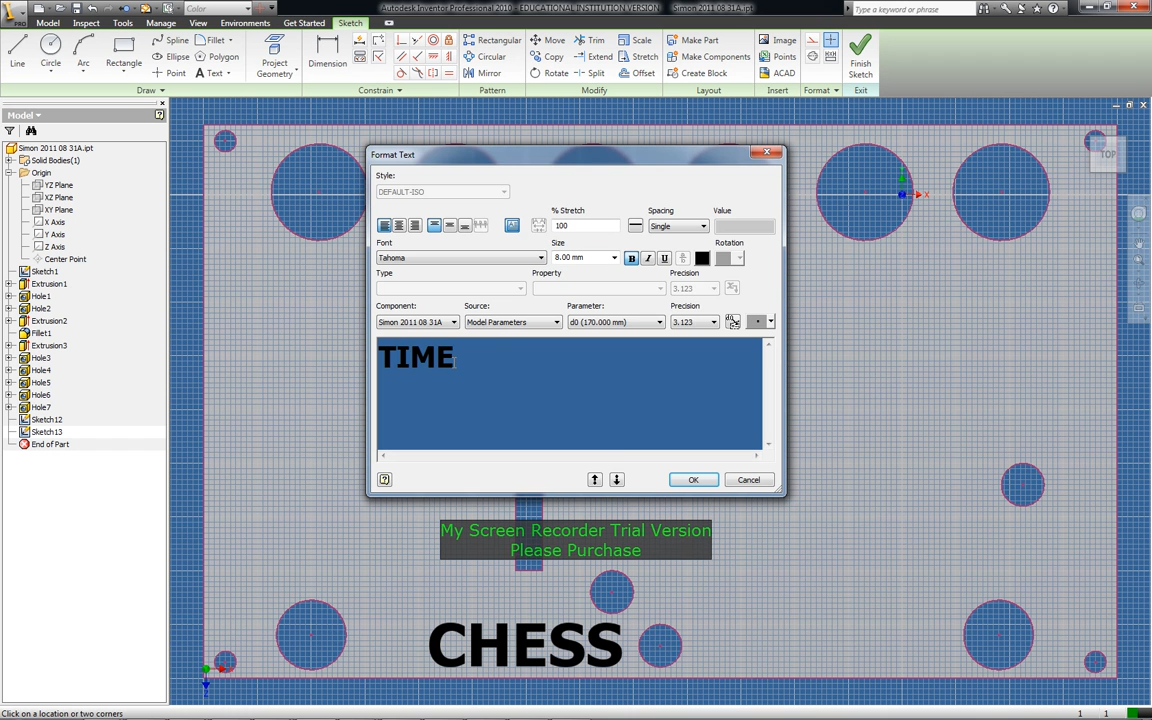 PRO
Color
Autodesk Inventor Professional 2010 - EDUCATIONAL INSTITUTION VERSION
Simon 2011 08 31A.ipt
Type a keyword or phrase
Model Inspect Tools Manage View Environments Get Started Sketch
Line
Circle
Arc
Rectangle
Spline
Ellipse
Point
Fillet
Polygon
Text
Project
Geometry
Dimension
Rectangular
Circular
Mirror
Move
Copy
Rotate
Trim
Extend
Split
Scale
Stretch
Offset
Make Part
Make Components
Create Block
Image
Points
ACAD
Finish
Sketch
Draw Constrain Pattern Modify Layout Insert Format Exit
Model
Simon 2011 08 31A.ipt
Solid Bodies(1)
Origin
YZ Plane
XZ Plane
XY Plane
X Axis
Y Axis
Z Axis
Center Point
Sketch1
Extrusion1
Hole1
Hole2
Extrusion2
Fillet1
Extrusion3
Hole3
Hole4
Hole5
Hole6
Hole7
Sketch12
Sketch13
End of Part
TOP
X
Format Text
Style:
DEFAULT-ISO
% Stretch Spacing Value
100 Single
Font Size Rotation
Tahoma 8.00 mm B I U
Type Property Precision
3.123
Component: Source: Parameter: Precision
Simon 2011 08 31A Model Parameters d0 (170.000 mm) 3.123
TIME
OK Cancel
My Screen Recorder Trial Version
Please Purchase
CHESS
Click on a location or two corners
1 1